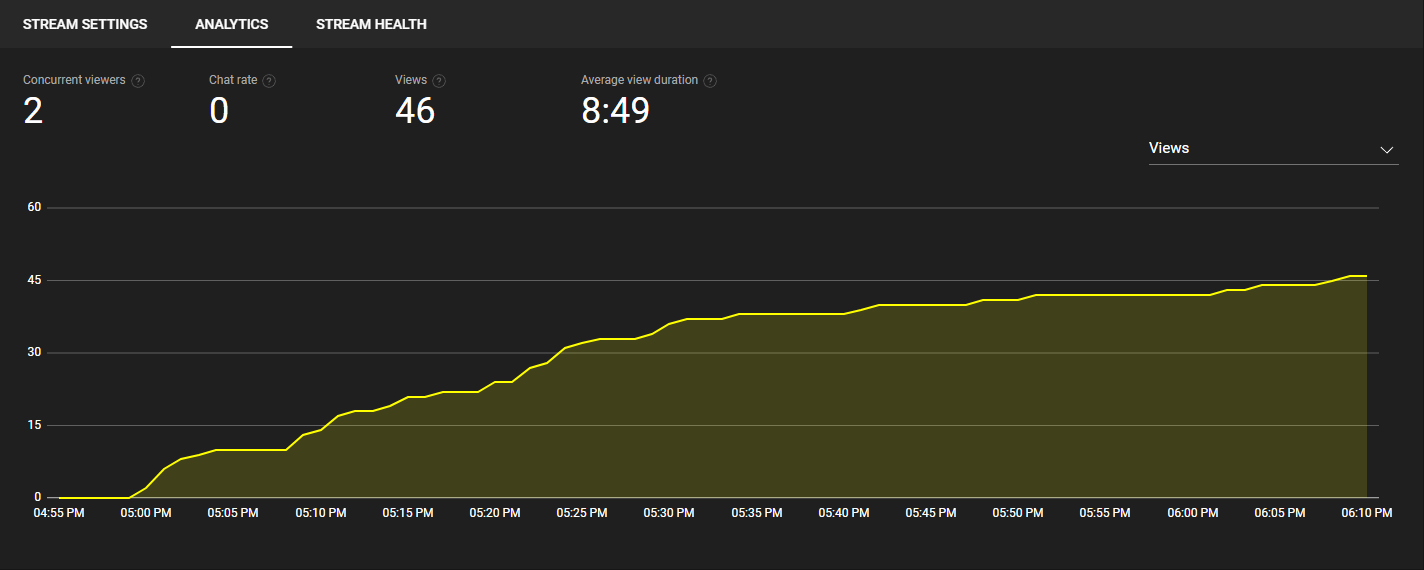 STREAM SETTINGS ANALYTICS STREAM HEALTH
Concurrent viewers ? Chat rate ? Views ? Average view duration ?
2 0 46 8:49
Views
60
45
30
15
0
04:55 PM 05:00 PM 05:05 PM 05:10 PM 05:15 PM 05:20 PM 05:25 PM 05:30 PM 05:35 PM 05:40 PM 05:45 PM 05:50 PM 05:55 PM 06:00 PM 06:05 PM 06:10 PM